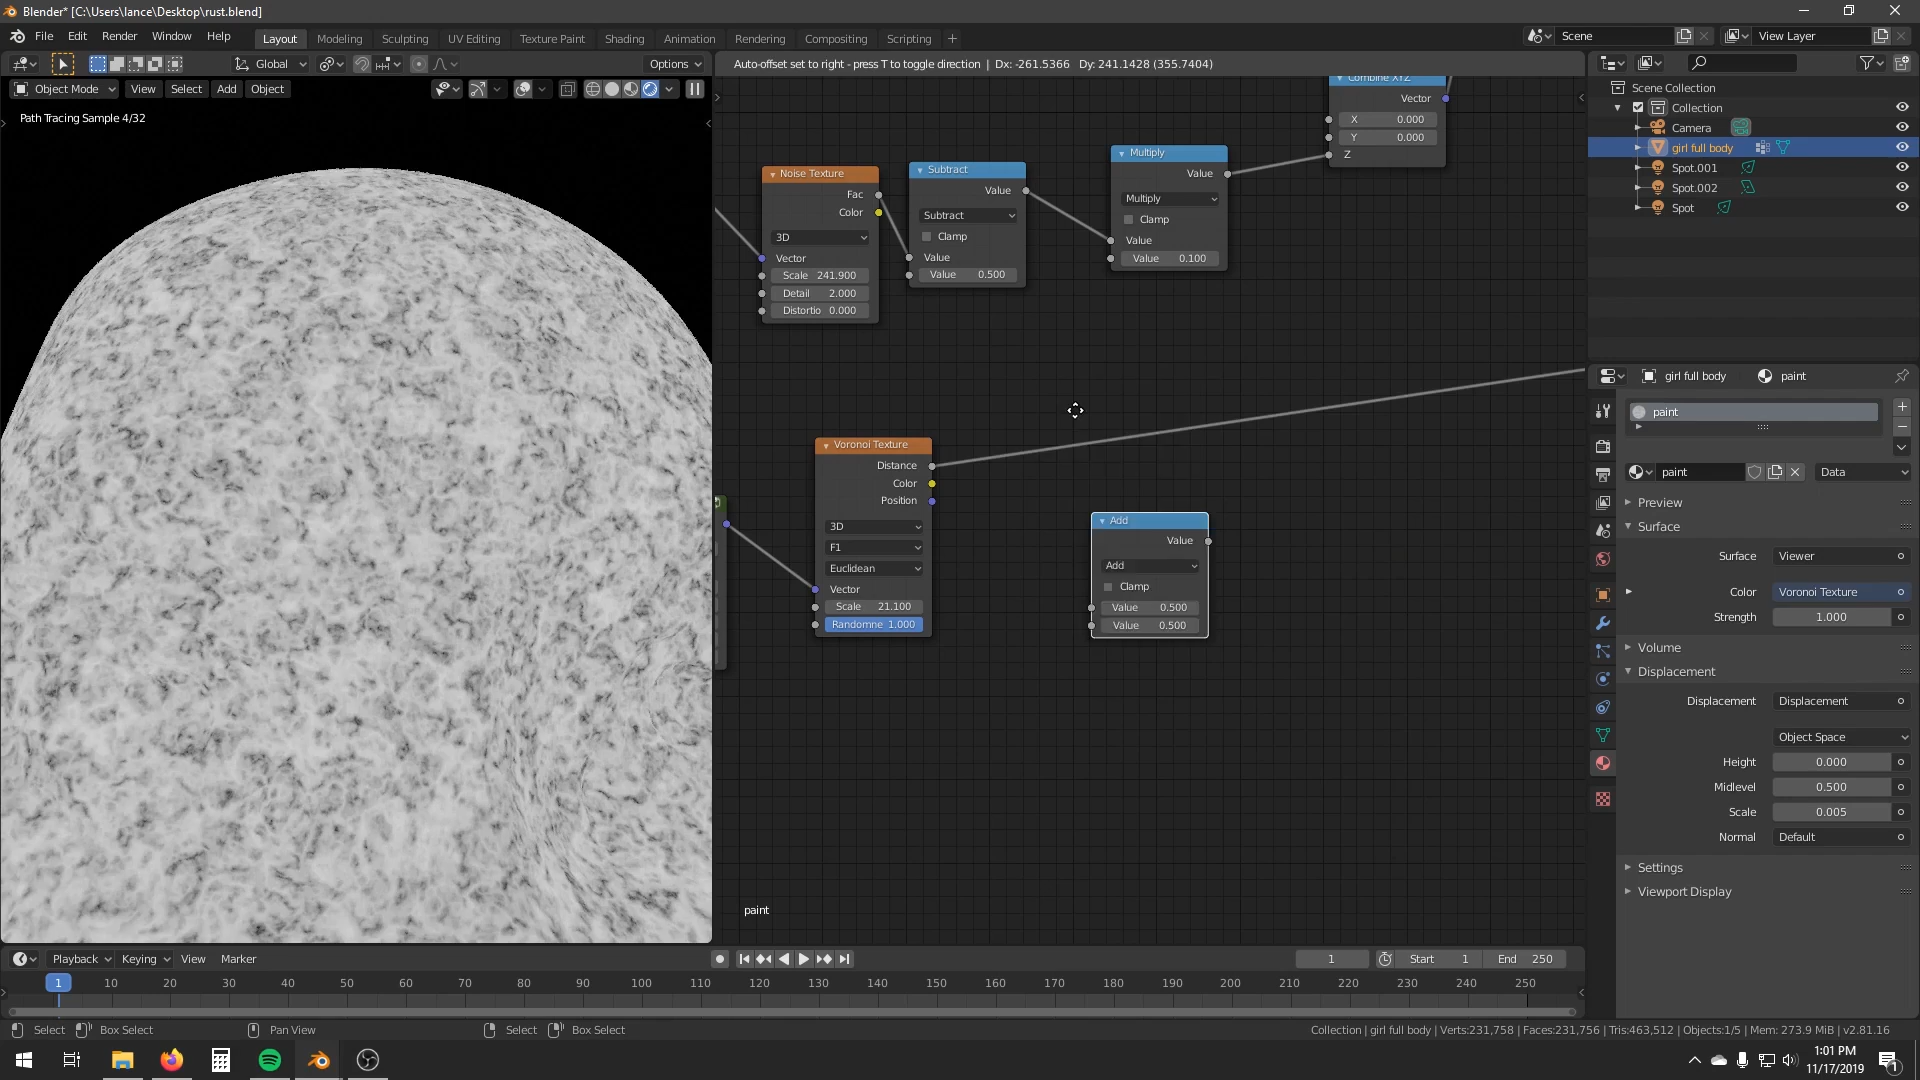 Blender* [C:\Users\lance\Desktop\rust.blend]
File Edit Render Window Help Layout Modeling Sculpting UV Editing Texture Paint Shading Animation Rendering Compositing Scripting Scene View Layer
Global Options Auto-offset set to right - press T to toggle direction | Dx: -261.5366 Dy: 241.1428 (355.7404)
Object Mode View Select Add Object
Path Tracing Sample 4/32
Combine XYZ
Vector
X 0.000
Y 0.000
Z
Noise Texture
Fac
Color
3D
Vector
Scale 241.900
Detail 2.000
Distortio 0.000
Subtract
Value
Subtract
Clamp
Value
Value 0.500
Multiply
Value
Multiply
Clamp
Value
Value 0.100
Voronoi Texture
Distance
Color
Position
3D
F1
Euclidean
Vector
Scale 21.100
Randomne 1.000
Add
Value
Add
Clamp
Value 0.500
Value 0.500
paint
Scene Collection
Collection
Camera
girl full body
Spot.001
Spot.002
Spot
girl full body paint
paint
paint Data
Preview
Surface
Surface Viewer
Color Voronoi Texture
Strength 1.000
Volume
Displacement
Displacement Displacement
Object Space
Height 0.000
Midlevel 0.500
Scale 0.005
Normal Default
Settings
Viewport Display
Playback Keying View Marker 1 Start 1 End 250
1 10 20 30 40 50 60 70 80 90 100 110 120 130 140 150 160 170 180 190 200 210 220 230 240 250
Select Box Select Pan View Select Box Select Collection | girl full body | Verts:231,758 | Faces:231,756 | Tris:463,512 | Objects:1/5 | Mem: 273.9 MiB | v2.81.16
1:01 PM
11/17/2019
1